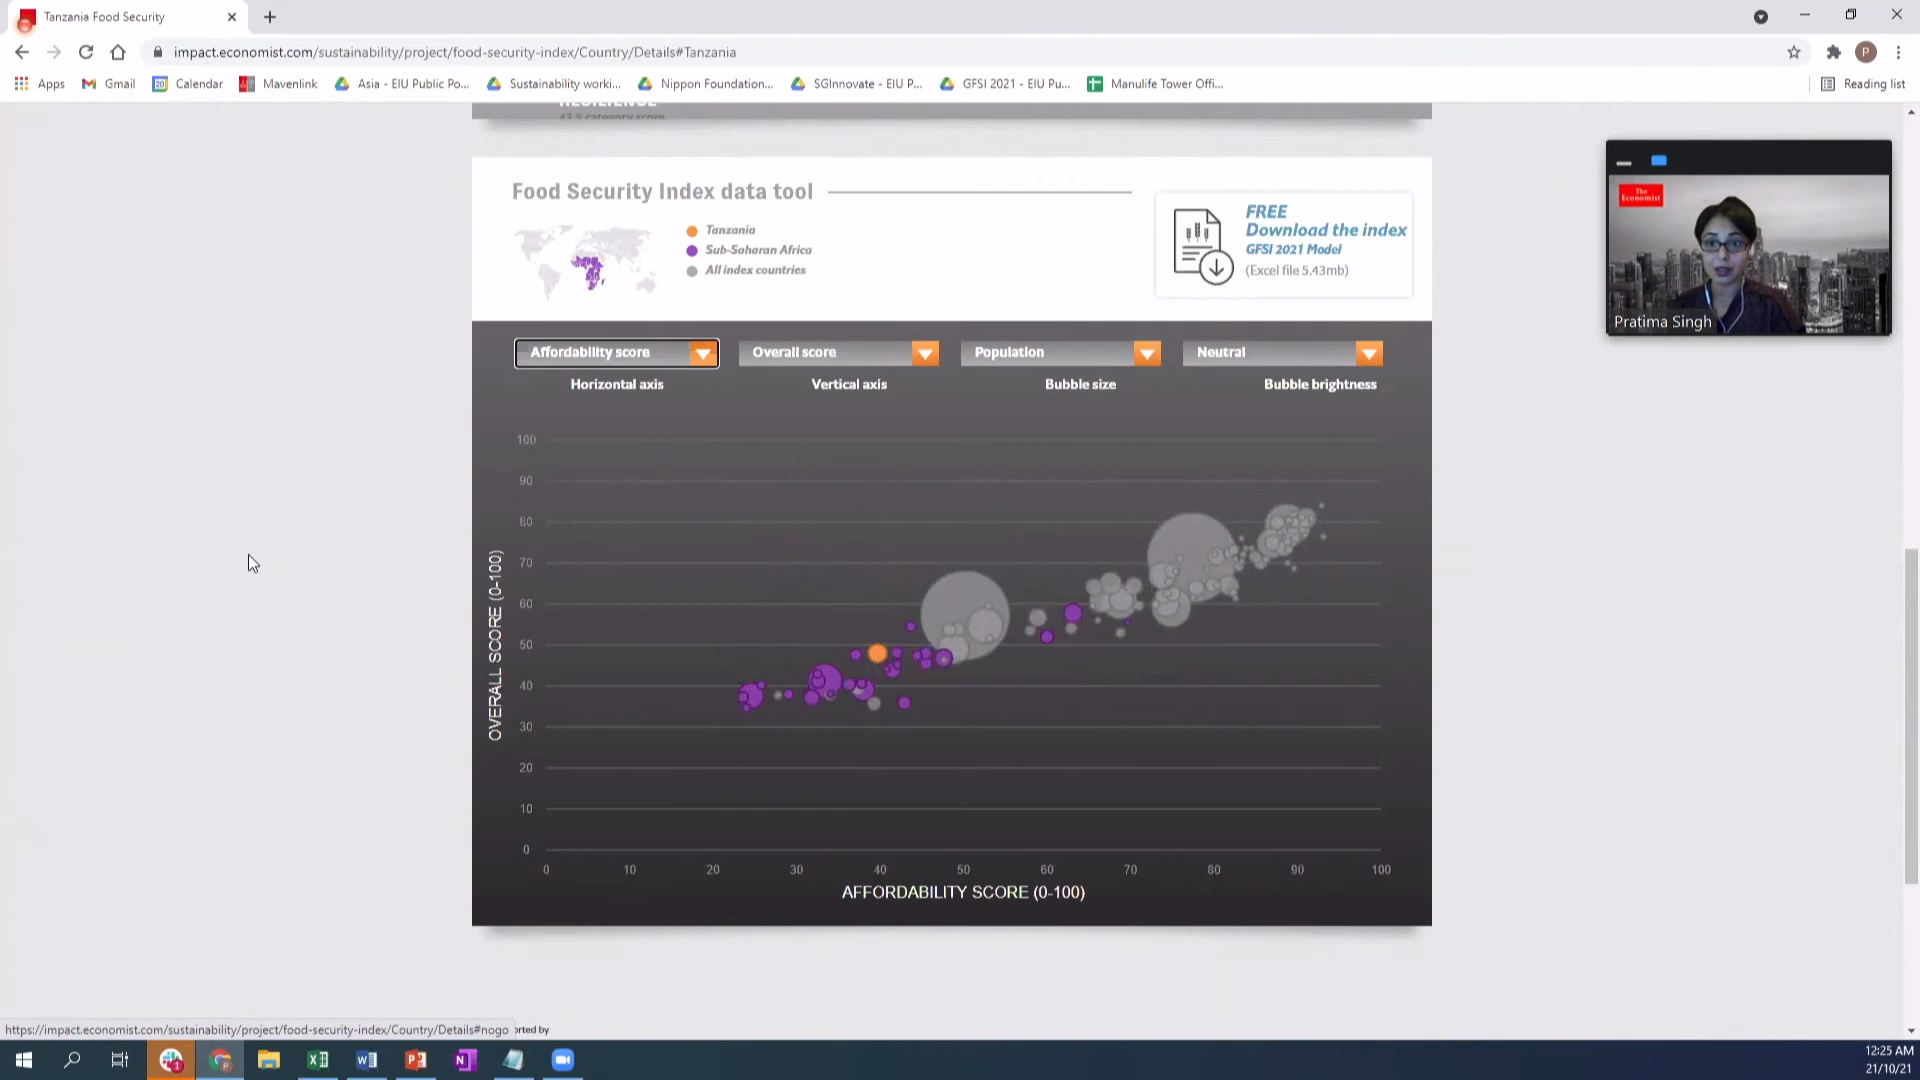 Tanzania Food Security
impact.economist.com/sustainability/project/food-security-index/Country/Details#Tanzania
P
Apps
Gmail
20
Calendar
Mavenlink
Asia - EIU Public Po...
Sustainability worki...
Nippon Foundation...
SGInnovate - EIU P...
GFSI 2021 - EIU Pu...
Manulife Tower Offi...
Reading list
RESILIENCE
Food Security Index data tool
Tanzania
Sub-Saharan Africa
All index countries
FREE
Download the index
GFSI 2021 Model
(Excel file 5.43mb)
The
Economist
Pratima Singh
Affordability score
Overall score
Population
Neutral
Horizontal axis
Vertical axis
Bubble size
Bubble brightness
OVERALL SCORE (0-100)
100
90
80
70
60
50
40
30
20
10
0
0 10 20 30 40 50 60 70 80 90 100
AFFORDABILITY SCORE (0-100)
https://impact.economist.com/sustainability/project/food-security-index/Country/Details#nogo
rted by
12:25 AM
21/10/21